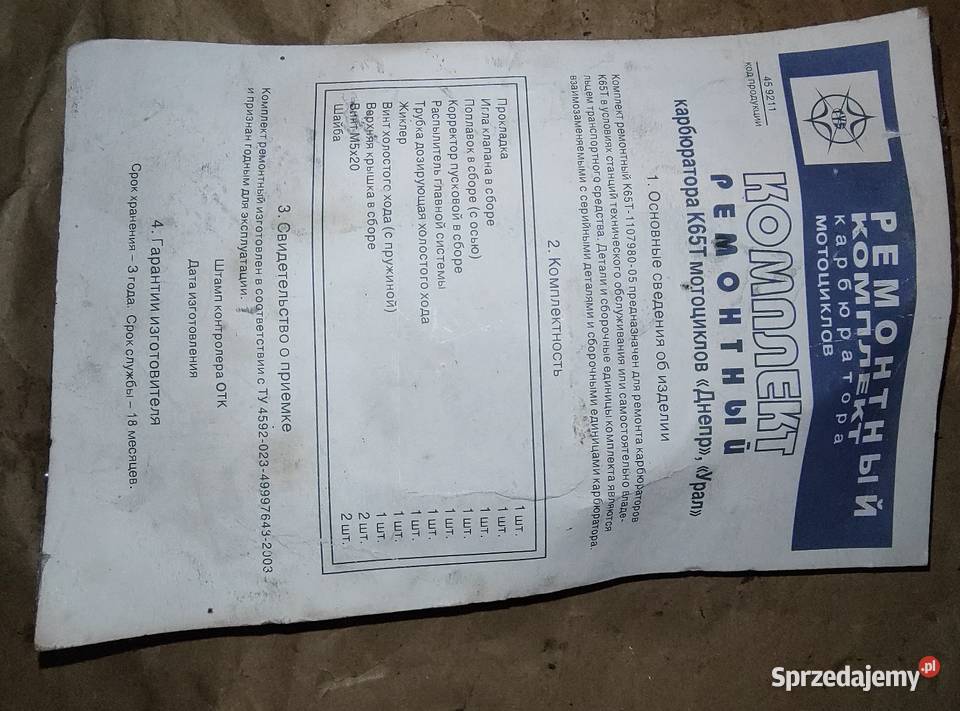 РЕМОНТНЫЙ
КОМПЛЕКТ
карбюратора
мотоциклов
45 9211
код продукции
КОМПЛЕКТ
РЕМОНТНЫЙ
карбюратора К65Т мотоциклов «Днепр», «Урал»
1. Основные сведения об изделии
Комплект ремонтный К65Т-1107980-05 предназначен для ремонта карбюраторов
К65Т в условиях станций технического обслуживания или самостоятельно владе-
льцем транспортного средства. Детали и сборочные единицы комплекта являются
взаимозаменяемыми с серийными деталями и сборочными единицами карбюратора.
2. Комплектность
Прокладка 1 шт.
Игла клапана в сборе 1 шт.
Поплавок в сборе (с осью) 1 шт.
Корректор пусковой в сборе 1 шт.
Распылитель главной системы 1 шт.
Трубка дозирующая холостого хода 1 шт.
Жиклер 1 шт.
Винт холостого хода (с пружиной) 1 шт.
Верхняя крышка в сборе 1 шт.
Винт М5х20 2 шт.
Шайба 2 шт.
3. Свидетельство о приемке
Комплект ремонтный изготовлен в соответствии с ТУ 4592-023-49997643-2003
и признан годным для эксплуатации.
Штамп контролера ОТК
Дата изготовления
4. Гарантии изготовителя
Срок хранения – 3 года. Срок службы – 18 месяцев.
Sprzedajemy.pl